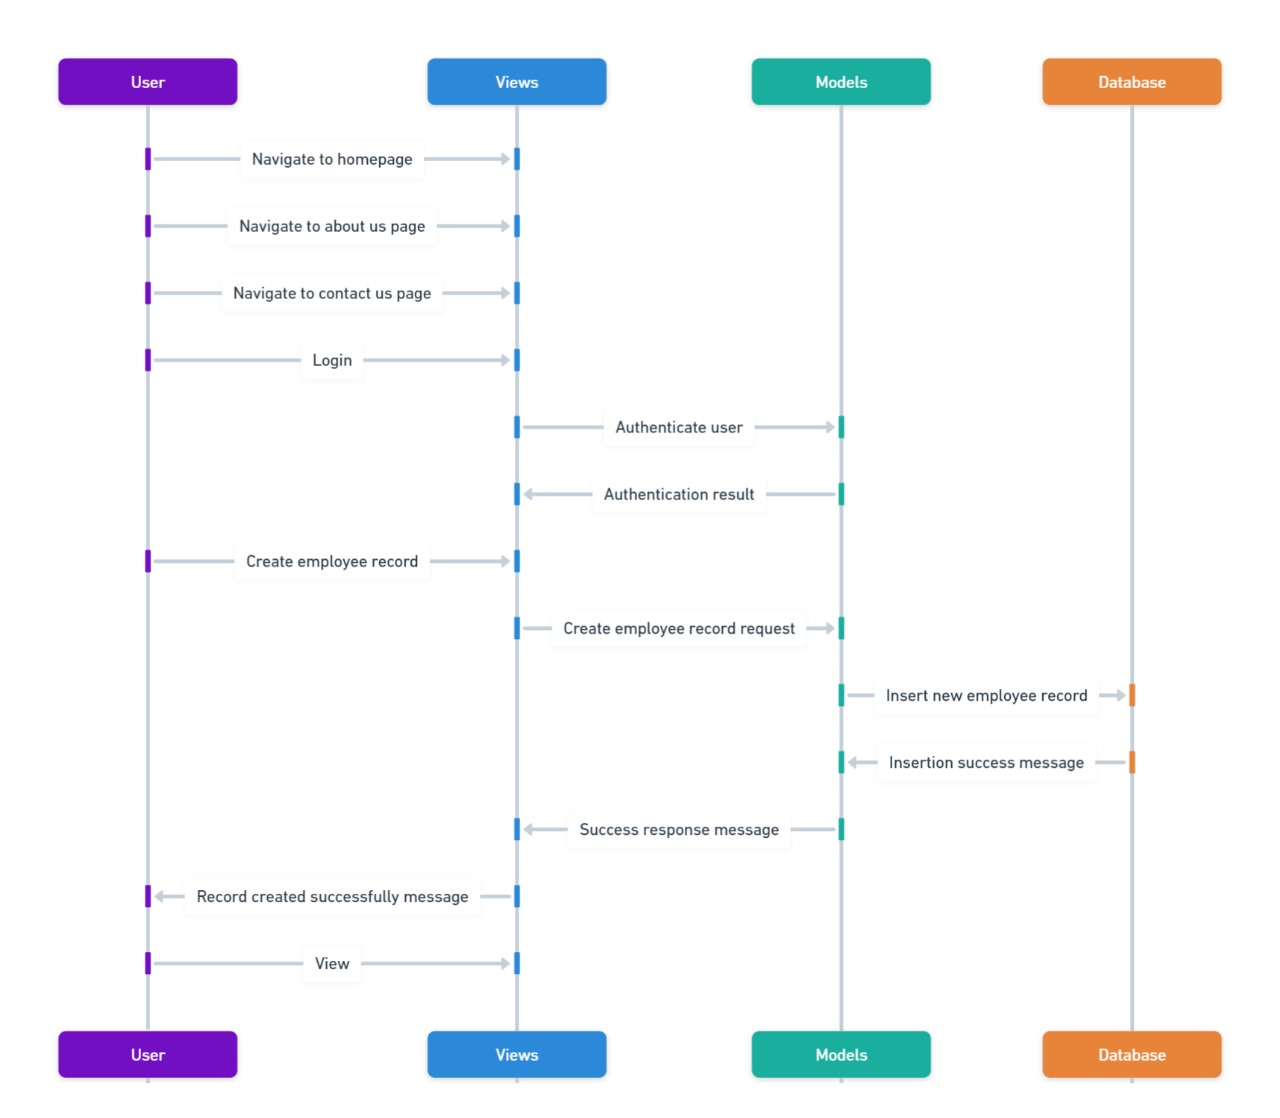 User
Views
Models
Database
Navigate to homepage
Navigate to about us page
Navigate to contact us page
Login
Authenticate user
Authentication result
Create employee record
Create employee record request
Insert new employee record
Insertion success message
Success response message
Record created successfully message
View
User
Views
Models
Database